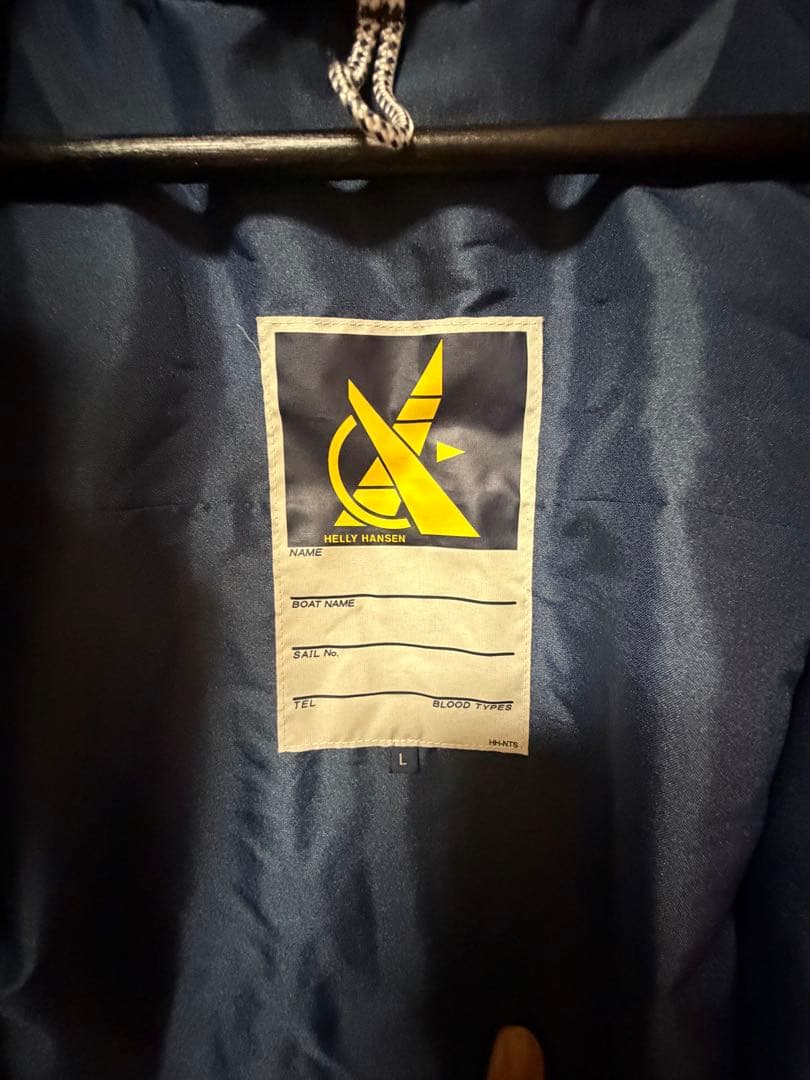 HELLY HANSEN
NAME
BOAT NAME
SAIL No.
TEL BLOOD TYPES
HH-NTS
L